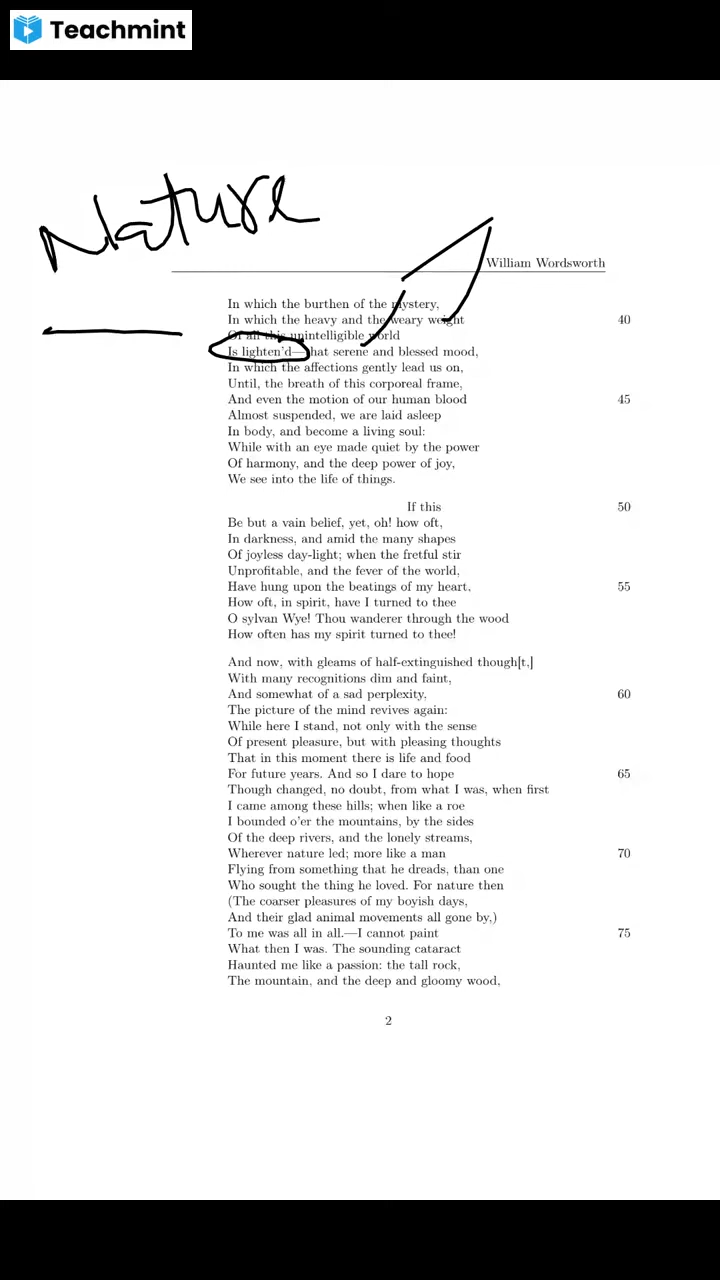 Teachmint
Nature
William Wordsworth
In which the burthen of the mystery,
In which the heavy and the weary weight 40
Of all this unintelligible world
Is lighten'd—that serene and blessed mood,
In which the affections gently lead us on,
Until, the breath of this corporeal frame,
And even the motion of our human blood 45
Almost suspended, we are laid asleep
In body, and become a living soul:
While with an eye made quiet by the power
Of harmony, and the deep power of joy,
We see into the life of things.
If this 50
Be but a vain belief, yet, oh! how oft,
In darkness, and amid the many shapes
Of joyless day-light; when the fretful stir
Unprofitable, and the fever of the world,
Have hung upon the beatings of my heart, 55
How oft, in spirit, have I turned to thee
O sylvan Wye! Thou wanderer through the wood
How often has my spirit turned to thee!
And now, with gleams of half-extinguished though[t,]
With many recognitions dim and faint,
And somewhat of a sad perplexity, 60
The picture of the mind revives again:
While here I stand, not only with the sense
Of present pleasure, but with pleasing thoughts
That in this moment there is life and food
For future years. And so I dare to hope 65
Though changed, no doubt, from what I was, when first
I came among these hills; when like a roe
I bounded o'er the mountains, by the sides
Of the deep rivers, and the lonely streams,
Wherever nature led; more like a man 70
Flying from something that he dreads, than one
Who sought the thing he loved. For nature then
(The coarser pleasures of my boyish days,
And their glad animal movements all gone by,)
To me was all in all.—I cannot paint 75
What then I was. The sounding cataract
Haunted me like a passion: the tall rock,
The mountain, and the deep and gloomy wood,
2